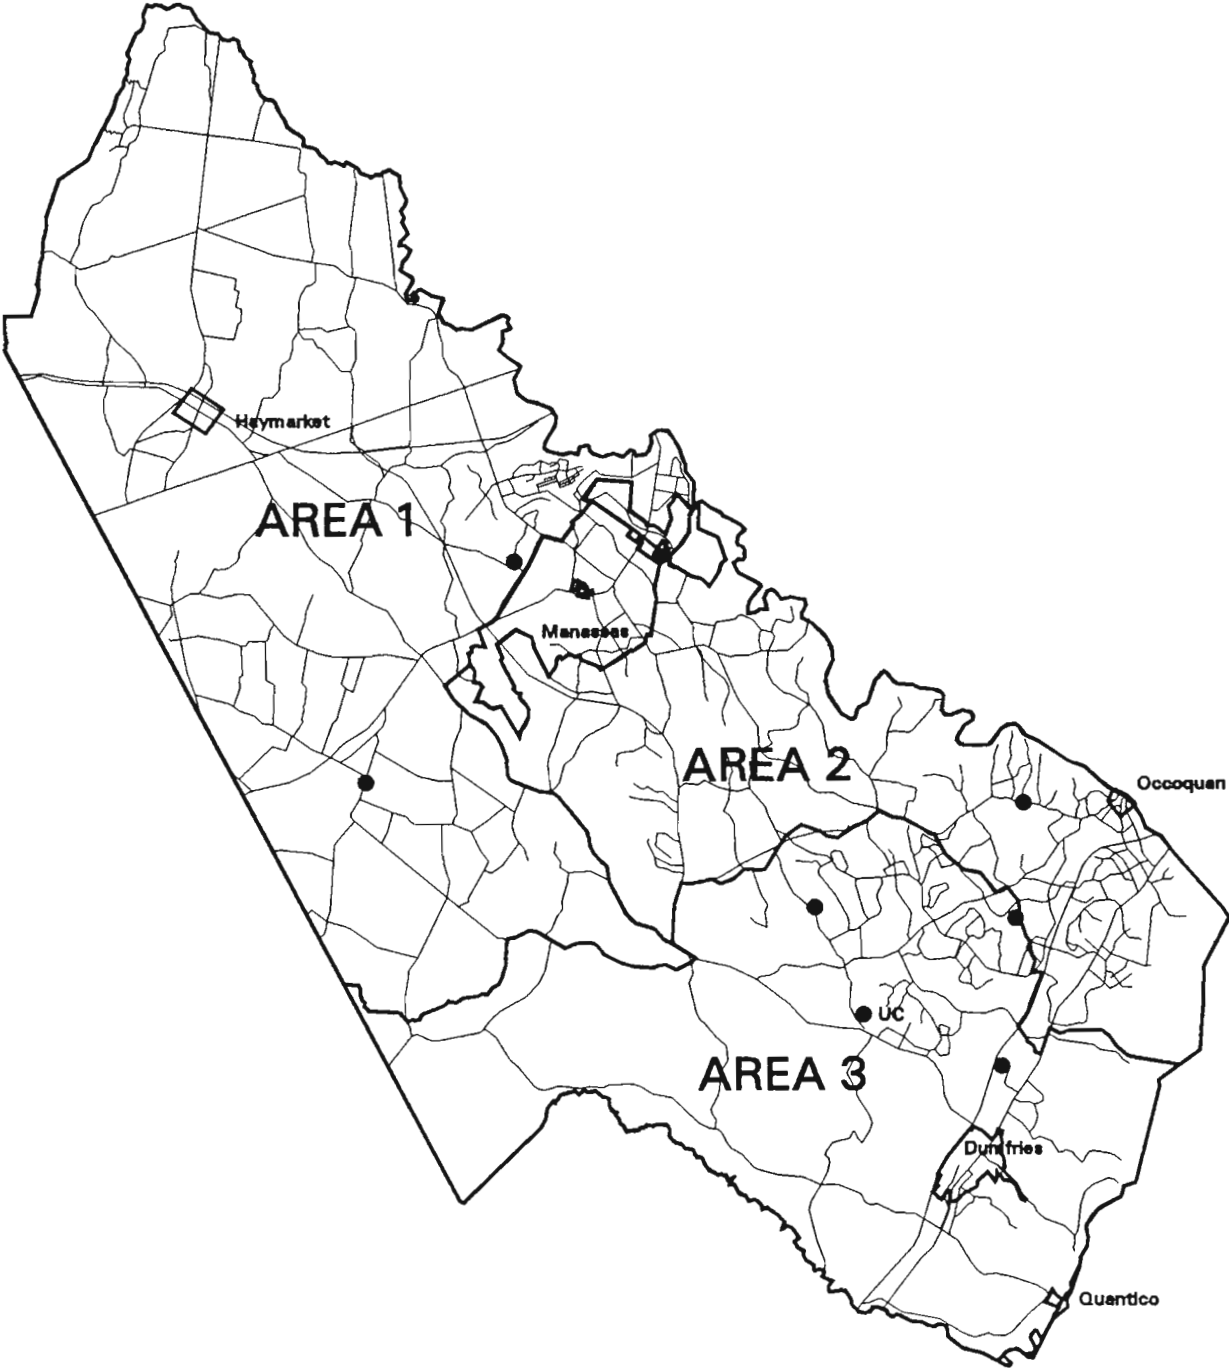 Haymarket
AREA 1
Manassas
AREA 2
Occoquan
UC
AREA 3
Dumfries
Quantico